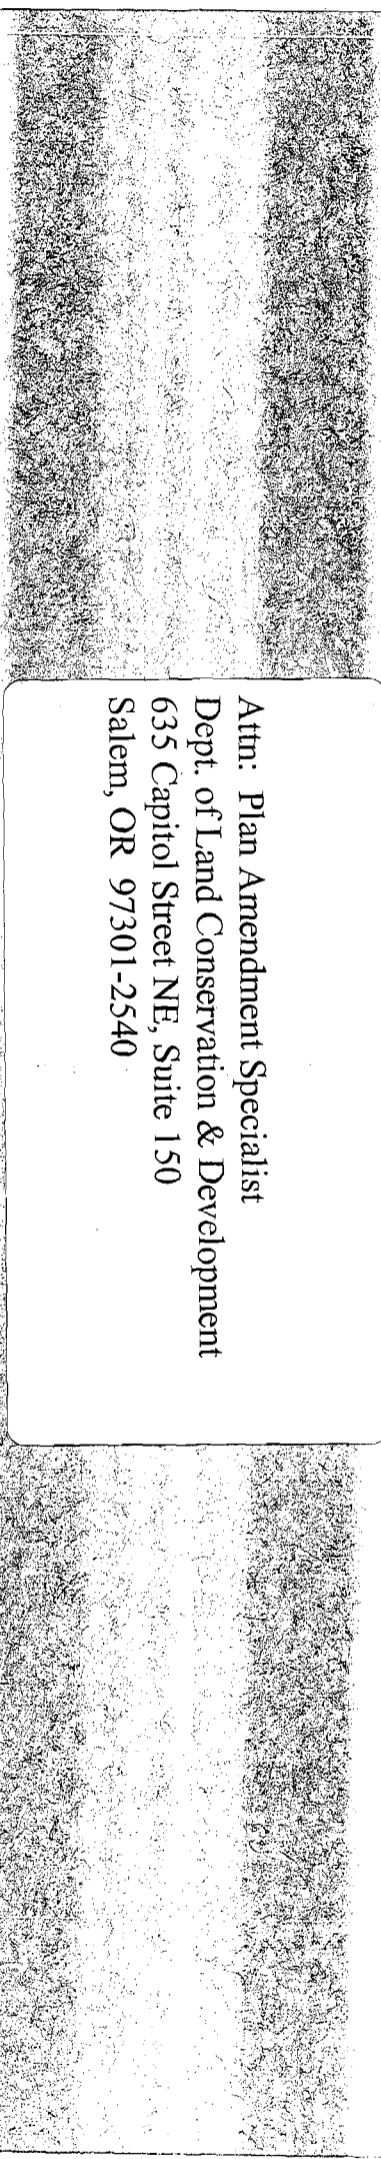 Attn: Plan Amendment Specialist
Dept. of Land Conservation & Development
635 Capitol Street NE, Suite 150
Salem, OR 97301-2540